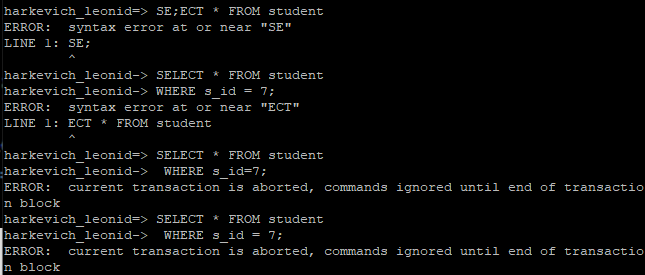 harkevich_leonid=> SE;ECT * FROM student
ERROR:  syntax error at or near "SE"
LINE 1: SE;
        ^
harkevich_leonid-> SELECT * FROM student
harkevich_leonid-> WHERE s_id = 7;
ERROR:  syntax error at or near "ECT"
LINE 1: ECT * FROM student
        ^
harkevich_leonid=> SELECT * FROM student
harkevich_leonid->  WHERE s_id=7;
ERROR:  current transaction is aborted, commands ignored until end of transactio
n block
harkevich_leonid=> SELECT * FROM student
harkevich_leonid->  WHERE s_id = 7;
ERROR:  current transaction is aborted, commands ignored until end of transactio
n block